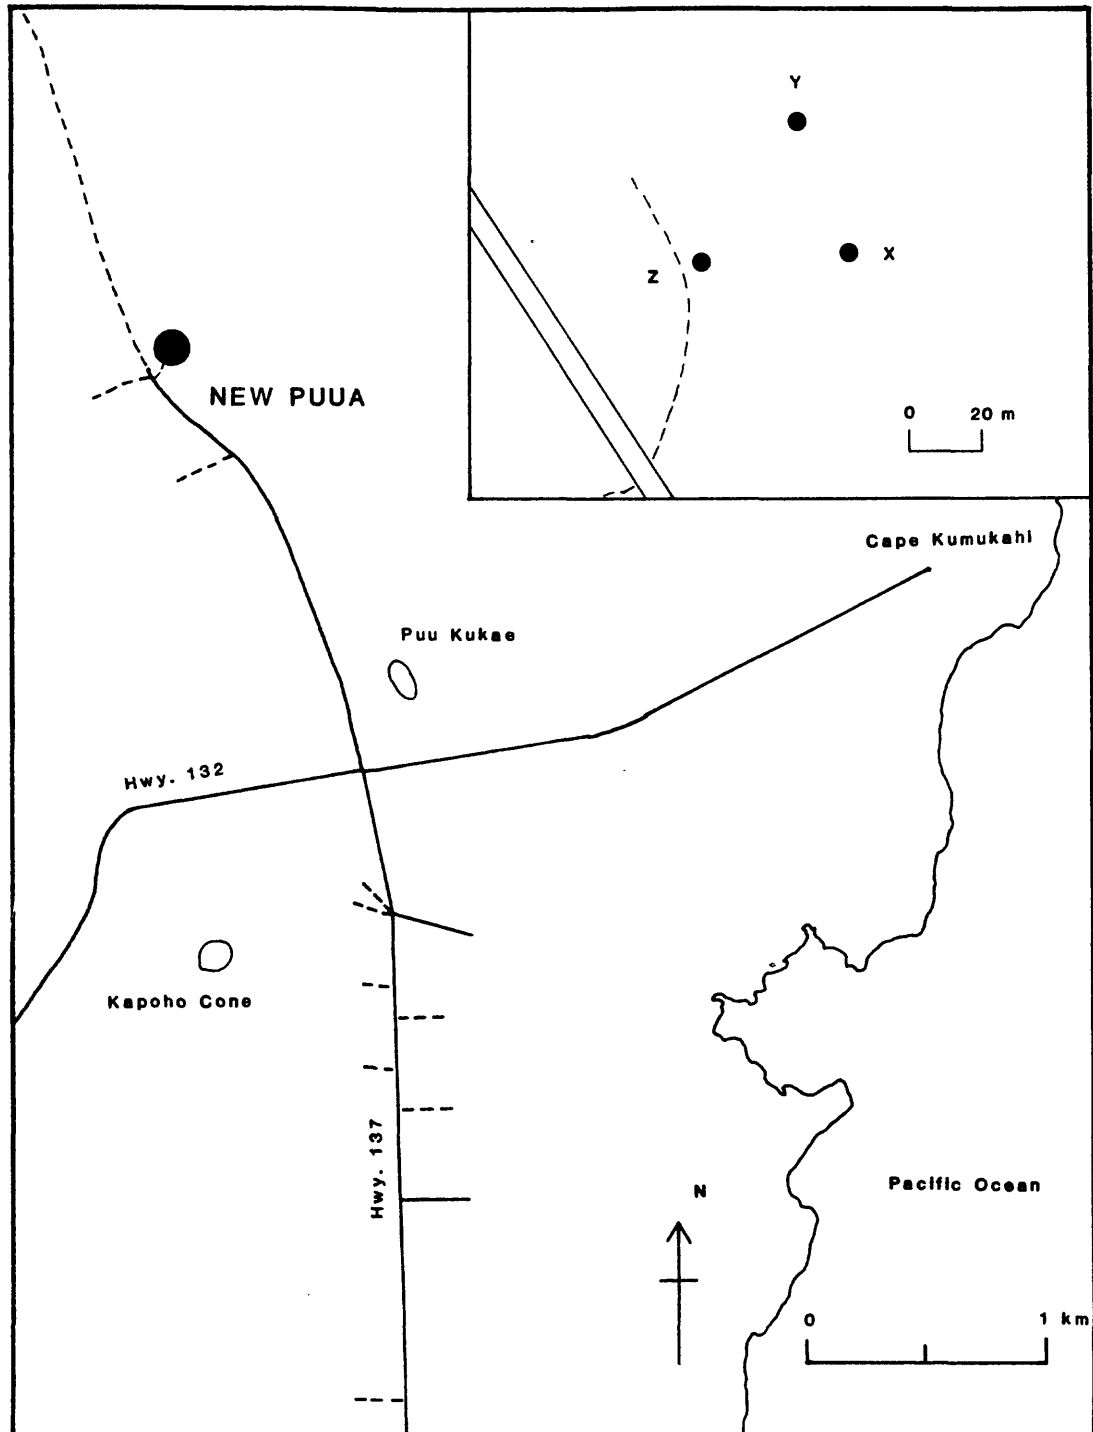 Y
X
Z
0 20 m
NEW PUUA
Cape Kumukahi
Puu Kukae
Hwy. 132
Kapoho Cone
Hwy. 137
N
Pacific Ocean
0 1 km